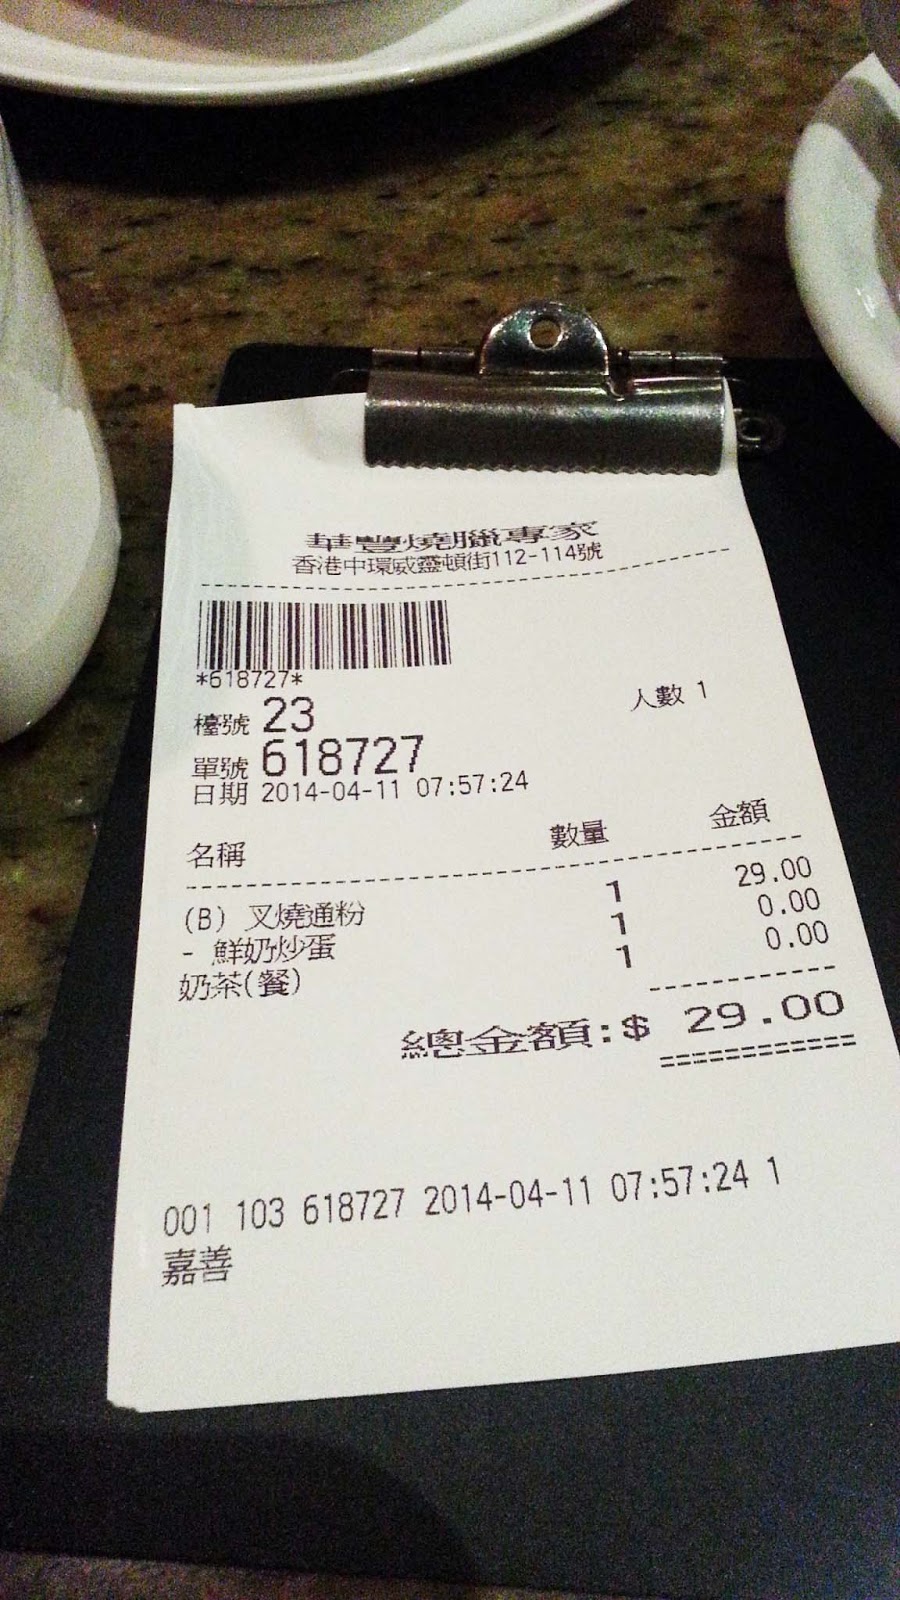 華豐燒臘專家
香港中環威靈頓街112-114號
*618727*
檯號 23 人數 1
單號 618727
日期 2014-04-11 07:57:24
名稱 數量 金額
(B) 叉燒通粉 1 29.00
- 鮮奶炒蛋 1 0.00
奶茶(餐) 1 0.00
總金額:$ 29.00
001 103 618727 2014-04-11 07:57:24 1
嘉善